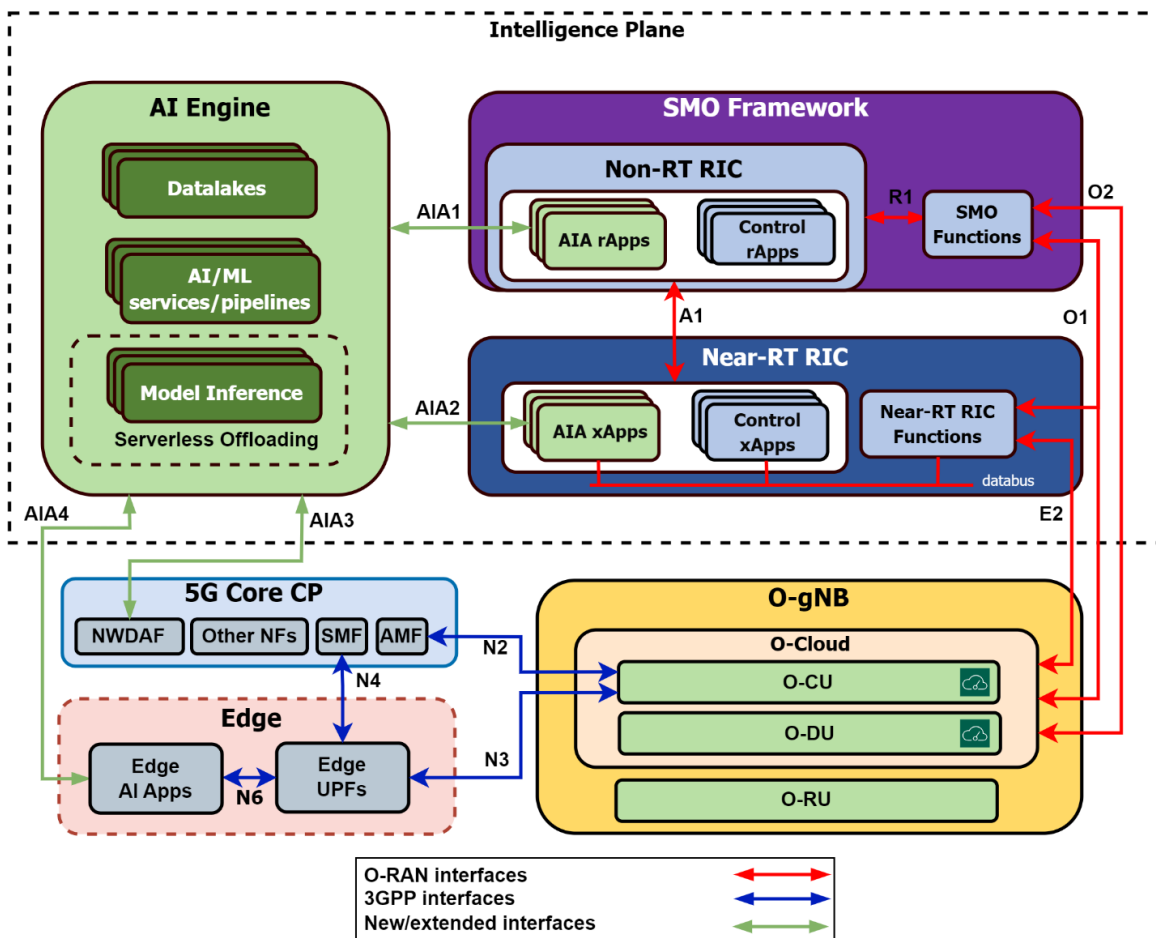 Intelligence Plane
AI Engine
Datalakes
AI/ML
services/pipelines
Model Inference
Serverless Offloading
AIA1
AIA2
SMO Framework
Non-RT RIC
AIA rApps
Control
rApps
R1
SMO
Functions
O2
O1
A1
Near-RT RIC
AIA xApps
Control
xApps
Near-RT RIC
Functions
databus
E2
AIA4
AIA3
5G Core CP
NWDAF
Other NFs
SMF
AMF
N2
N4
Edge
Edge
AI Apps
N6
Edge
UPFs
N3
O-gNB
O-Cloud
O-CU
O-DU
O-RU
O-RAN interfaces
3GPP interfaces
New/extended interfaces